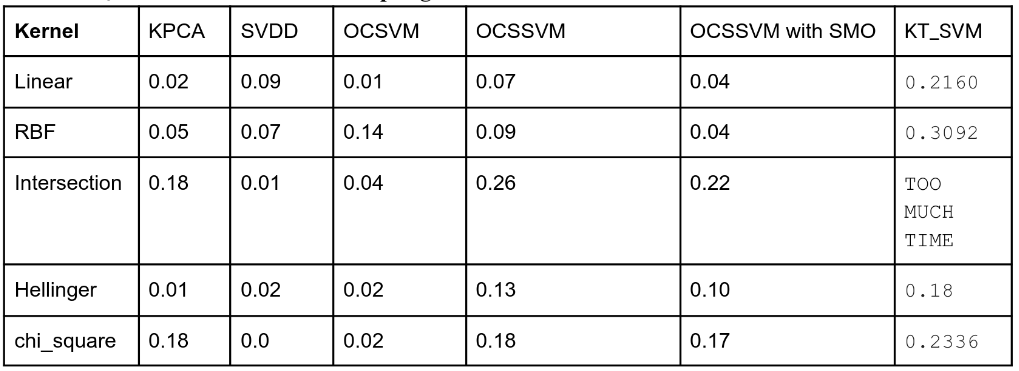 Kernel KPCA SVDD OCSVM OCSSVM OCSSVM with SMO KT_SVM
Linear 0.02 0.09 0.01 0.07 0.04 0.2160
RBF 0.05 0.07 0.14 0.09 0.04 0.3092
Intersection 0.18 0.01 0.04 0.26 0.22 TOO
MUCH
TIME
Hellinger 0.01 0.02 0.02 0.13 0.10 0.18
chi_square 0.18 0.0 0.02 0.18 0.17 0.2336